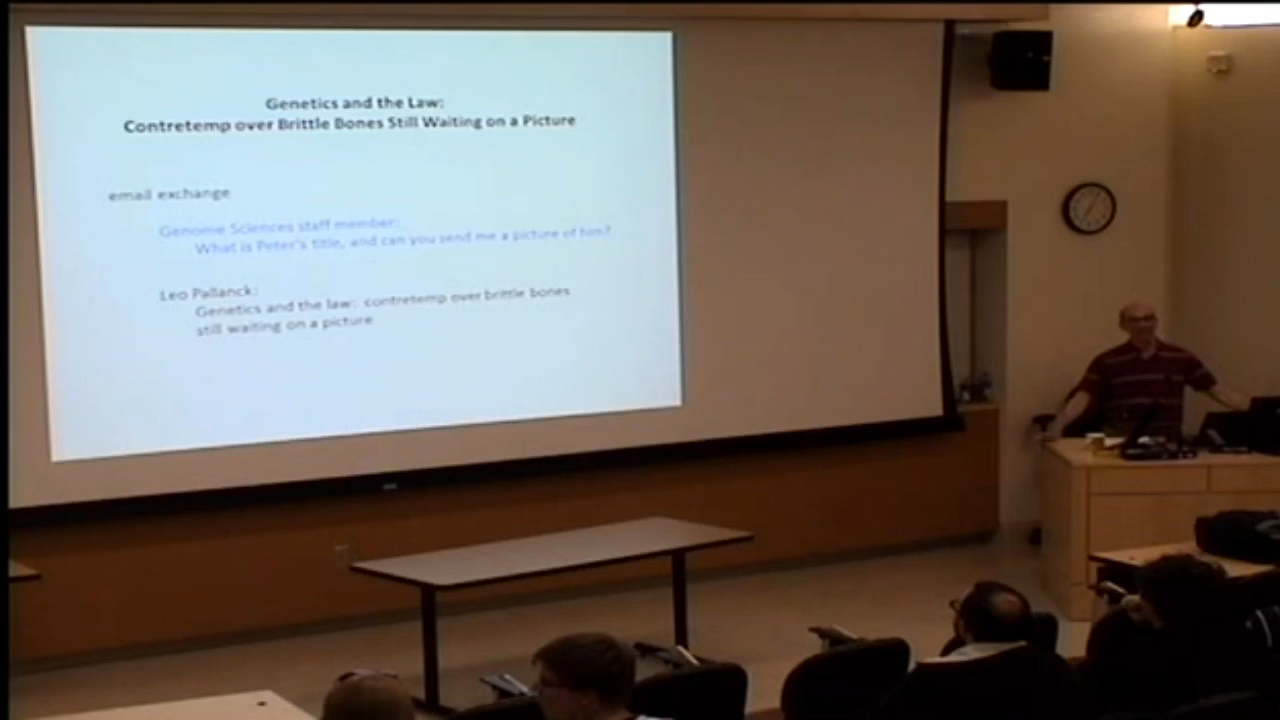 Genetics and the Law:
Contretemp over Brittle Bones Still Waiting on a Picture
email exchange
Genome Sciences staff member:
What is Peter's title, and can you send me a picture of him?
Leo Pallanck:
Genetics and the law: contretemp over brittle bones
still waiting on a picture